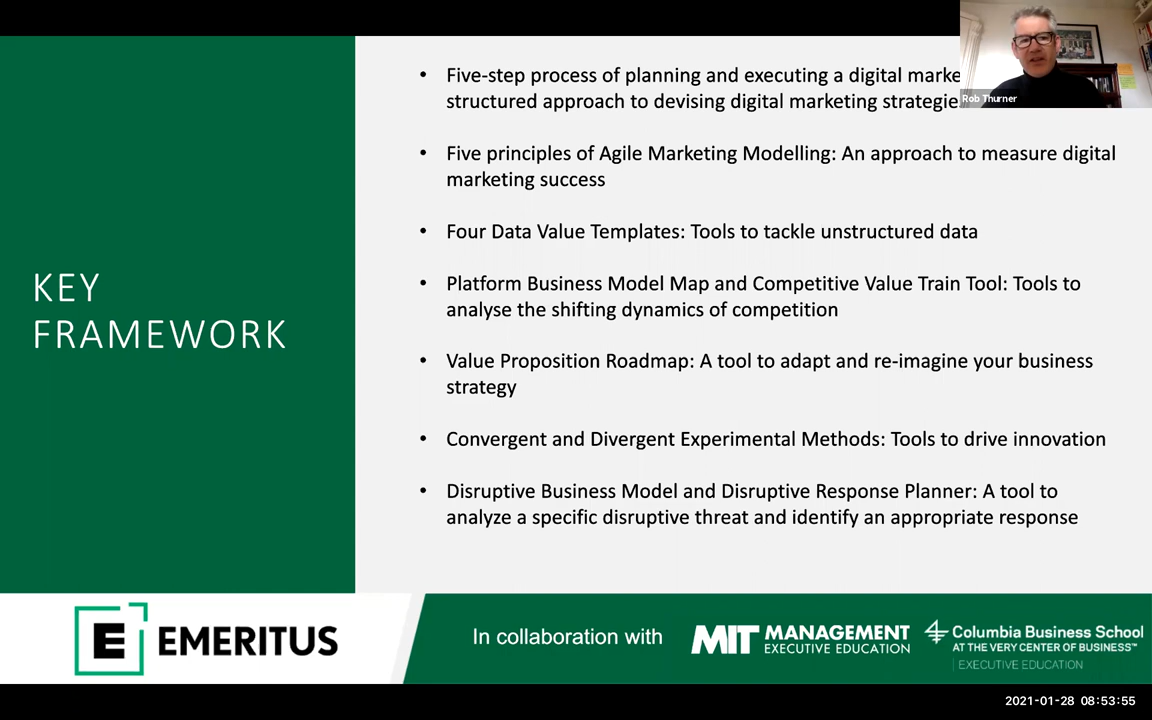 KEY
FRAMEWORK
• Five-step process of planning and executing a digital
structured approach to devising digital marketing
• Five principles of Agile Marketing Modelling: An approach to measure digital
marketing success
• Four Data Value Templates: Tools to tackle unstructured data
• Platform Business Model Map and Competitive Value Train Tool: Tools to
analyse the shifting dynamics of competition
• Value Proposition Roadmap: A tool to adapt and re-imagine your business
strategy
• Convergent and Divergent Experimental Methods: Tools to drive innovation
• Disruptive Business Model and Disruptive Response Planner: A tool to
analyze a specific disruptive threat and identify an appropriate response
Rob Thurner
E EMERITUS
In collaboration with
MIT MANAGEMENT
EXECUTIVE EDUCATION
Columbia Business School
AT THE VERY CENTER OF BUSINESS™
EXECUTIVE EDUCATION
2021-01-28 08:53:55